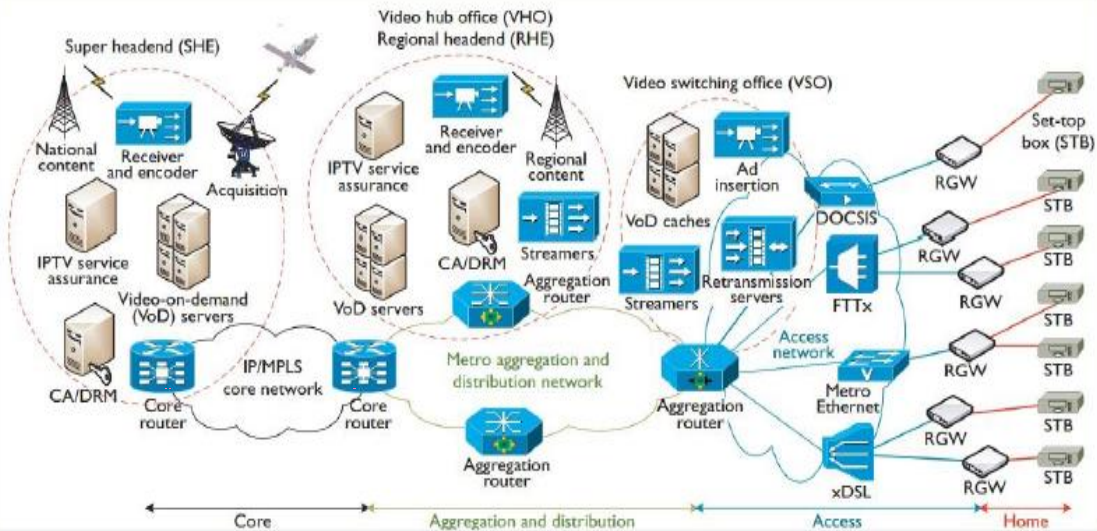 Super headend (SHE)
National
content
Receiver
and encoder
Acquisition
IPTV service
assurance
Video-on-demand
(VoD) servers
CA/DRM
Core
router
IP/MPLS
core network
Core
router
Video hub office (VHO)
Regional headend (RHE)
IPTV service
assurance
Receiver
and encoder
Regional
content
CA/DRM
Streamers
VoD servers
Aggregation
router
Metro aggregation and
distribution network
Aggregation
router
Video switching office (VSO)
VoD caches
Ad
insertion
Streamers
Retransmission
servers
Aggregation
router
Access
network
DOCSIS
FTTx
Metro
Ethernet
xDSL
RGW
RGW
RGW
RGW
RGW
RGW
Set-top
box (STB)
STB
STB
STB
STB
STB
STB
Core
Aggregation and distribution
Access
Home